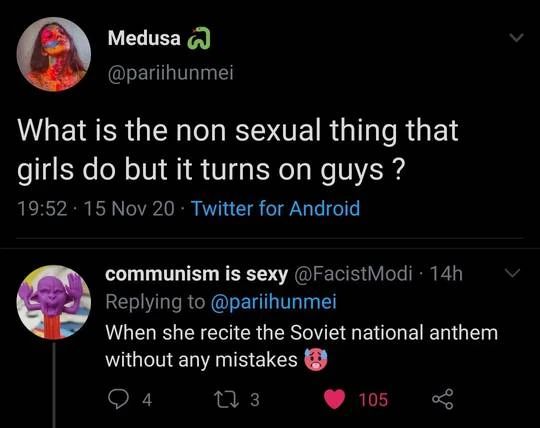 Medusa 🐍
@pariihunmei
What is the non sexual thing that
girls do but it turns on guys ?
19:52 · 15 Nov 20 · Twitter for Android
communism is sexy @FacistModi · 14h
Replying to @pariihunmei
When she recite the Soviet national anthem
without any mistakes 🥵
4 3 105